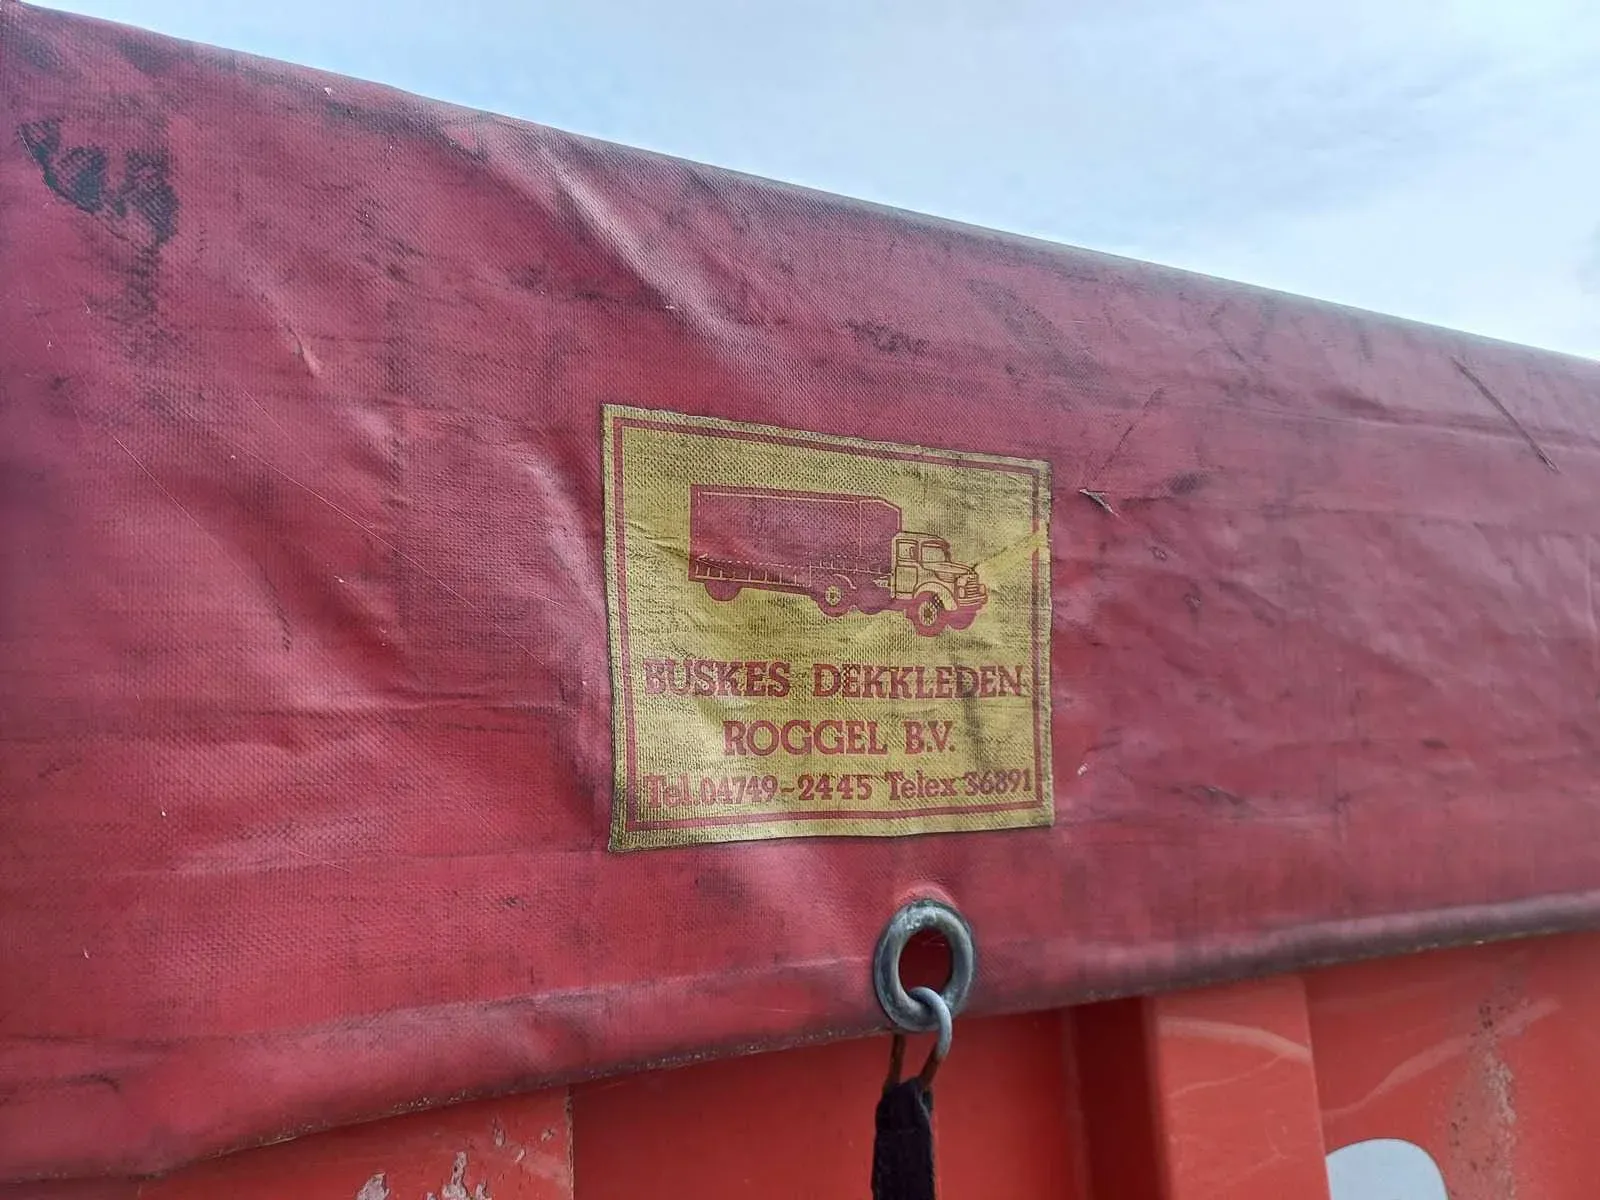 BUSKES DEKKLEDEN
ROGGEL B.V.
Tel.04749-2445 Telex 36891